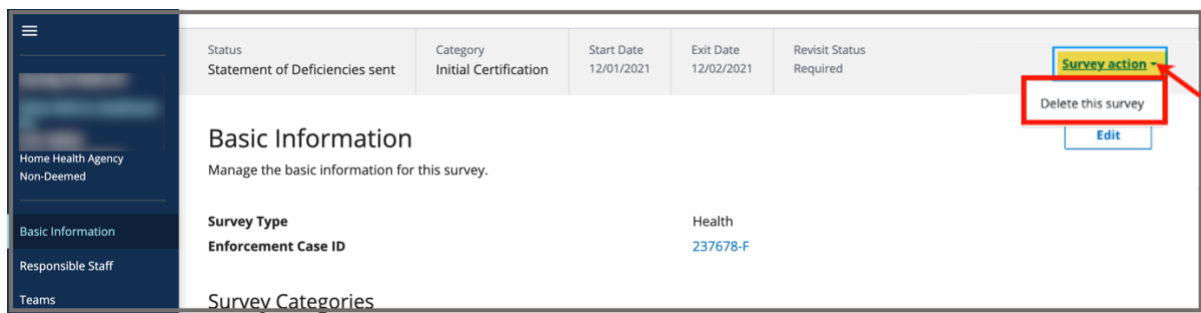 Status
Statement of Deficiencies sent
Category
Initial Certification
Start Date
12/01/2021
Exit Date
12/02/2021
Revisit Status
Required
Survey action
Delete this survey
Edit
Home Health Agency
Non-Deemed
Basic Information
Responsible Staff
Teams
Basic Information
Manage the basic information for this survey.
Survey Type Health
Enforcement Case ID 237678-F
Survey Categories